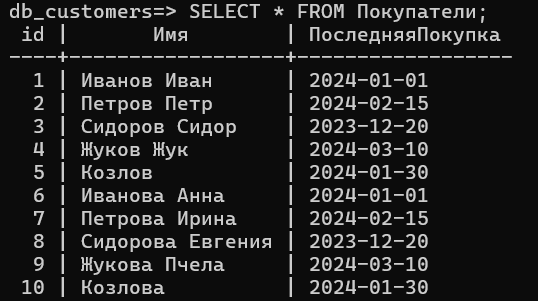 db_customers=> SELECT * FROM Покупатели;
 id |       Имя        | ПоследняяПокупка
----+------------------+------------------
  1 | Иванов Иван      | 2024-01-01
  2 | Петров Петр      | 2024-02-15
  3 | Сидоров Сидор    | 2023-12-20
  4 | Жуков Жук        | 2024-03-10
  5 | Козлов           | 2024-01-30
  6 | Иванова Анна     | 2024-01-01
  7 | Петрова Ирина    | 2024-02-15
  8 | Сидорова Евгения | 2023-12-20
  9 | Жукова Пчела     | 2024-03-10
 10 | Козлова          | 2024-01-30